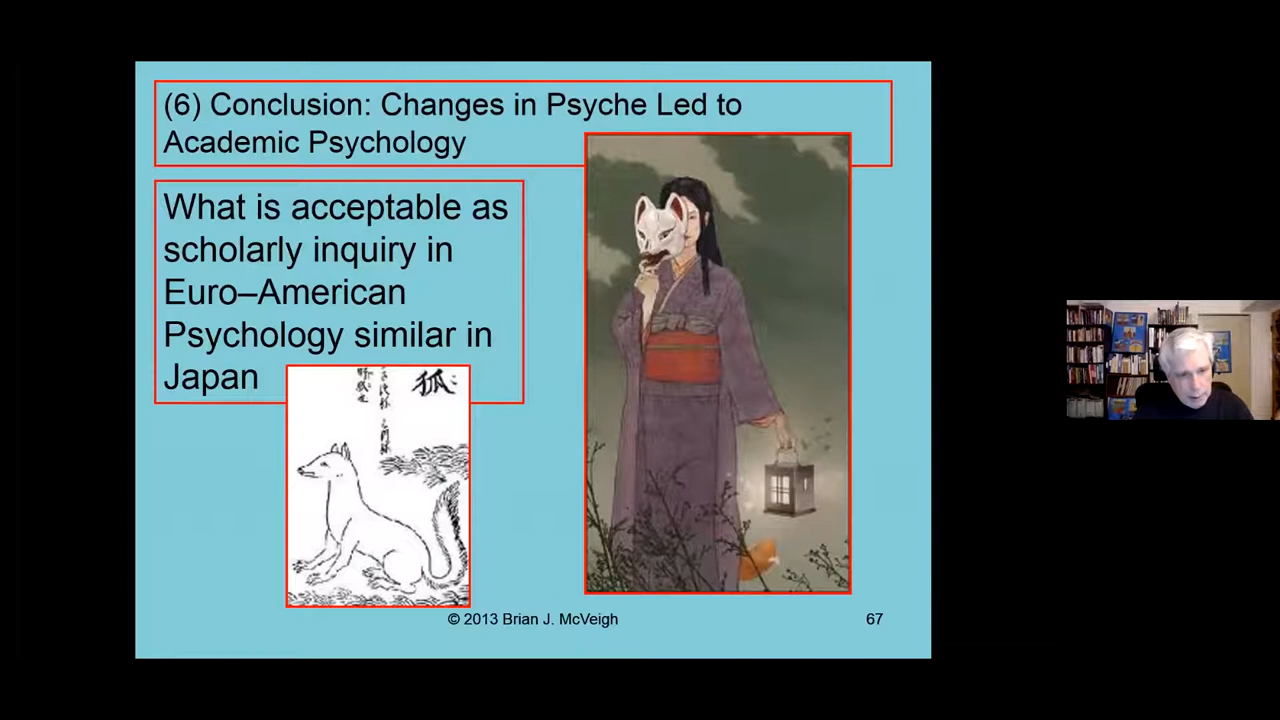 (6) Conclusion: Changes in Psyche Led to
Academic Psychology
What is acceptable as
scholarly inquiry in
Euro–American
Psychology similar in
Japan
狐
© 2013 Brian J. McVeigh
67